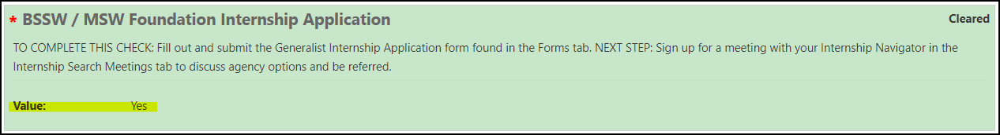 * BSSW / MSW Foundation Internship Application Cleared
TO COMPLETE THIS CHECK: Fill out and submit the Generalist Internship Application form found in the Forms tab. NEXT STEP: Sign up for a meeting with your Internship Navigator in the
Internship Search Meetings tab to discuss agency options and be referred.
Value: Yes